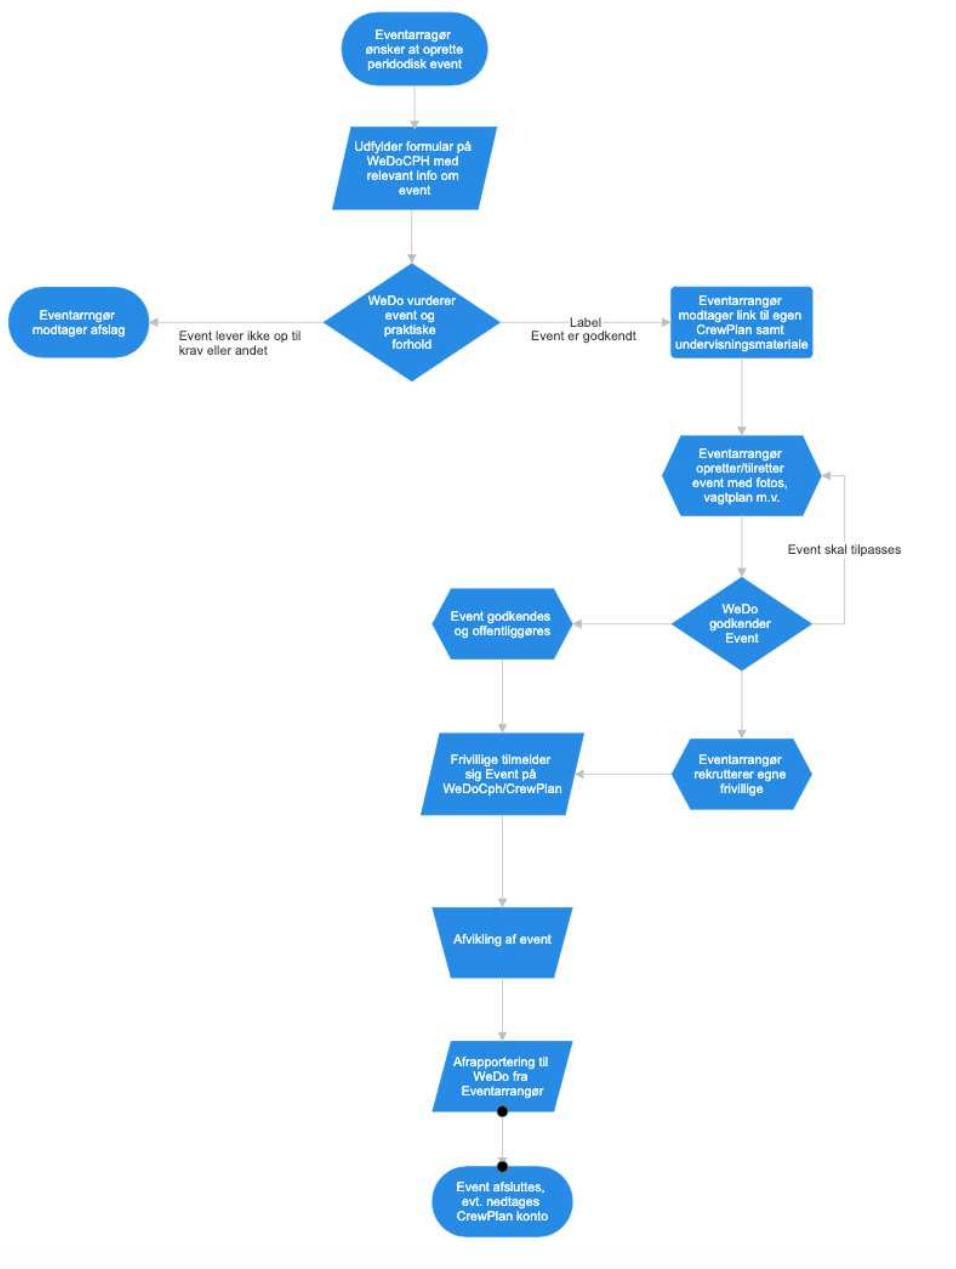 Eventarragør
ønsker at oprette
peridodisk event
Udfylder formular på
WeDoCPH med
relevant info om
event
WeDo vurderer
event og
praktiske
forhold
Eventarrngør
modtager afslag
Event lever ikke op til
krav eller andet
Label
Event er godkendt
Eventarrangør
modtager link til egen
CrewPlan samt
undervisningsmateriale
Eventarrangør
opretter/tilretter
event med fotos,
vagtplan m.v.
Event skal tilpasses
WeDo
godkender
Event
Event godkendes
og offentliggøres
Frivillige tilmelder
sig Event på
WeDoCph/CrewPlan
Eventarrangør
rekrutterer egne
frivillige
Afvikling af event
Afrapportering til
WeDo fra
Eventarrangør
Event afsluttes,
evt. nedtages
CrewPlan konto